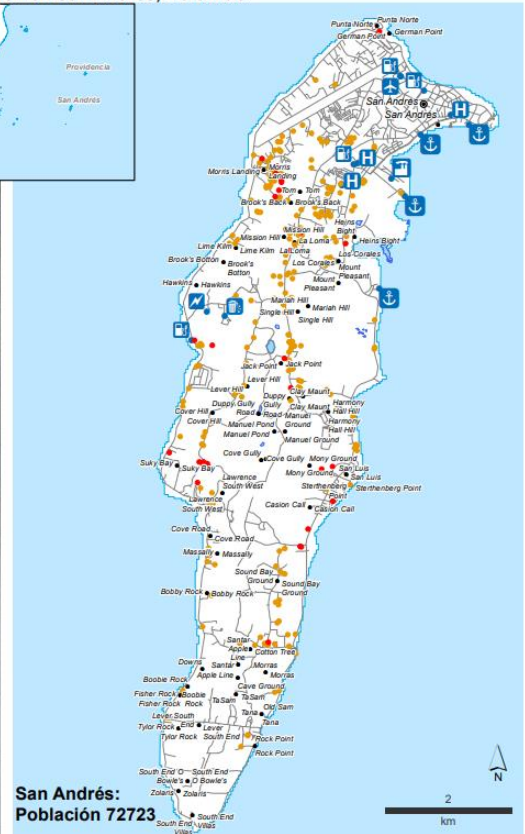 Providencia
San Andrés
Punta Norte
Punta Norte
German Point
German Point
San Andrés
San Andrés
H
H
H
Morris Landing
Morris
Landing
Tom
Tom
Brook's Back
Brook's Back
Mission Hill
Mission Hill
Heins
Bight
Heins Bight
Lime Kiln
Lime Kiln
La Loma
La Loma
Los Corales
Los Corales
Brook's Botton
Brook's
Botton
Mount
Pleasant
Mount
Pleasant
Hawkins
Hawkins
Mariah Hill
Mariah Hill
Single Hill
Single Hill
Jack Point
Jack Point
Lever Hill
Lever Hill
Duppy Gully
Duppy
Gully
Clay Maunt
Clay Maunt
Cover Hill
Cover Hill
Road
Road
Manuel
Ground
Harmony
Hall Hill
Harmony
Hall Hill
Manuel Pond
Manuel Pond
Manuel Ground
Cove Gully
Cove Gully
Mony Ground
Mony Ground
Suky Bay
Suky Bay
San Luis
San Luis
Lawrence
South West
Lawrence
South West
Sterthenberg
Point
Sterthenberg Point
Casion Call
Casion Call
Cove Road
Cove Road
Massally
Massally
Sound Bay
Ground
Sound Bay
Ground
Bobby Rock
Bobby Rock
Santar
Apple
Line
Cotton Tree
Downs
Santar
Apple Line
Morras
Morras
Boobie Rock
Boobie
Rock
Cave Ground
Fisher Rock
Fisher Rock
TaSam
TaSam
Old Sam
Lever South
End
Lever
South End
Tana
Tana
Tylor Rock
Tylor Rock
Rock Point
Rock Point
South End O
Bowle's
South End
O Bowle's
Zolaris
Zolaris
South End
Villas
South End
Villas
N
2
km
San Andrés:
Población 72723